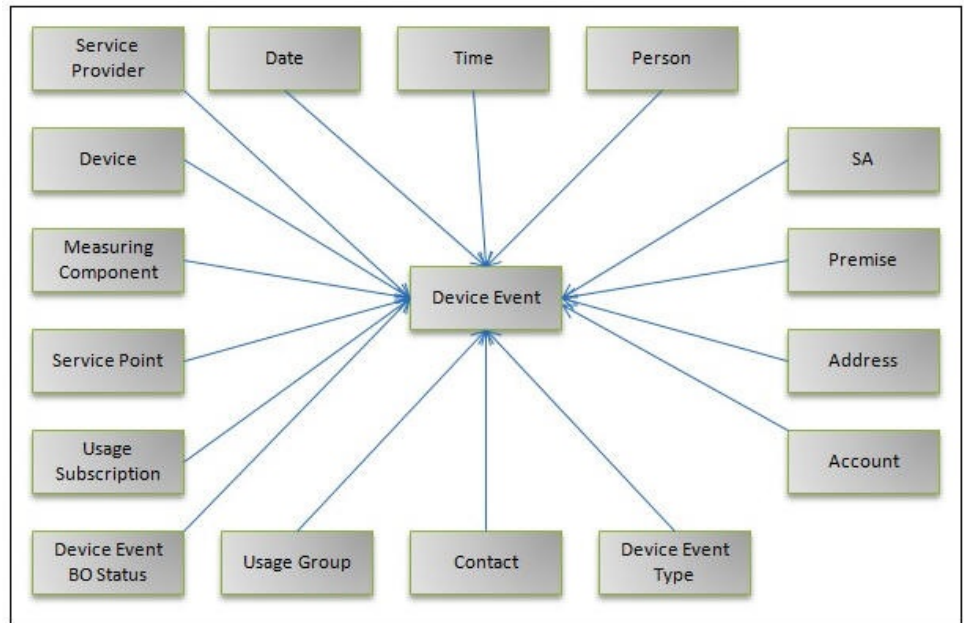 Service
Provider
Date
Time
Person
Device
SA
Measuring
Component
Premise
Device Event
Service Point
Address
Usage
Subscription
Account
Device Event
BO Status
Usage Group
Contact
Device Event
Type